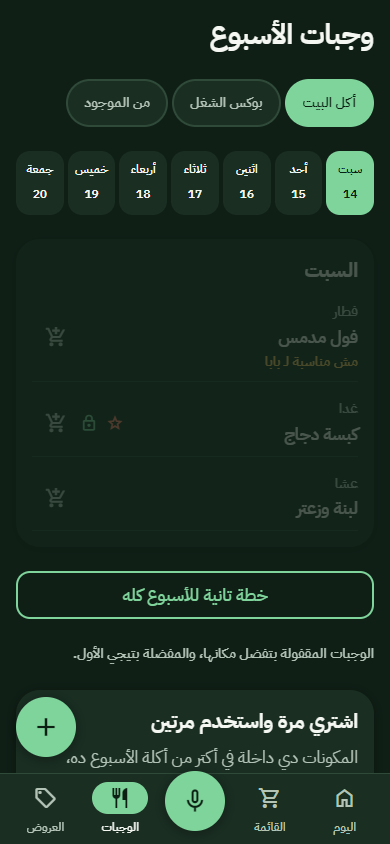 وجبات الأسبوع
أكل البيت
بوكس الشغل
من الموجود
سبت
14
أحد
15
اتنين
16
تلاتاء
17
أربعاء
18
خميس
19
جمعة
20
السبت
فطار
فول مدمس
مش مناسبة لـ بابا
غدا
كبسة دجاج
عشا
لبنة وزعتر
خطة تانية للأسبوع كله
الوجبات المقفولة بتفضل مكانها، والمفضلة بتيجي الأول.
اشتري مرة واستخدم مرتين
المكونات دي داخلة في أكتر من أكلة الأسبوع ده،
اليوم
القائمة
الوجبات
العروض